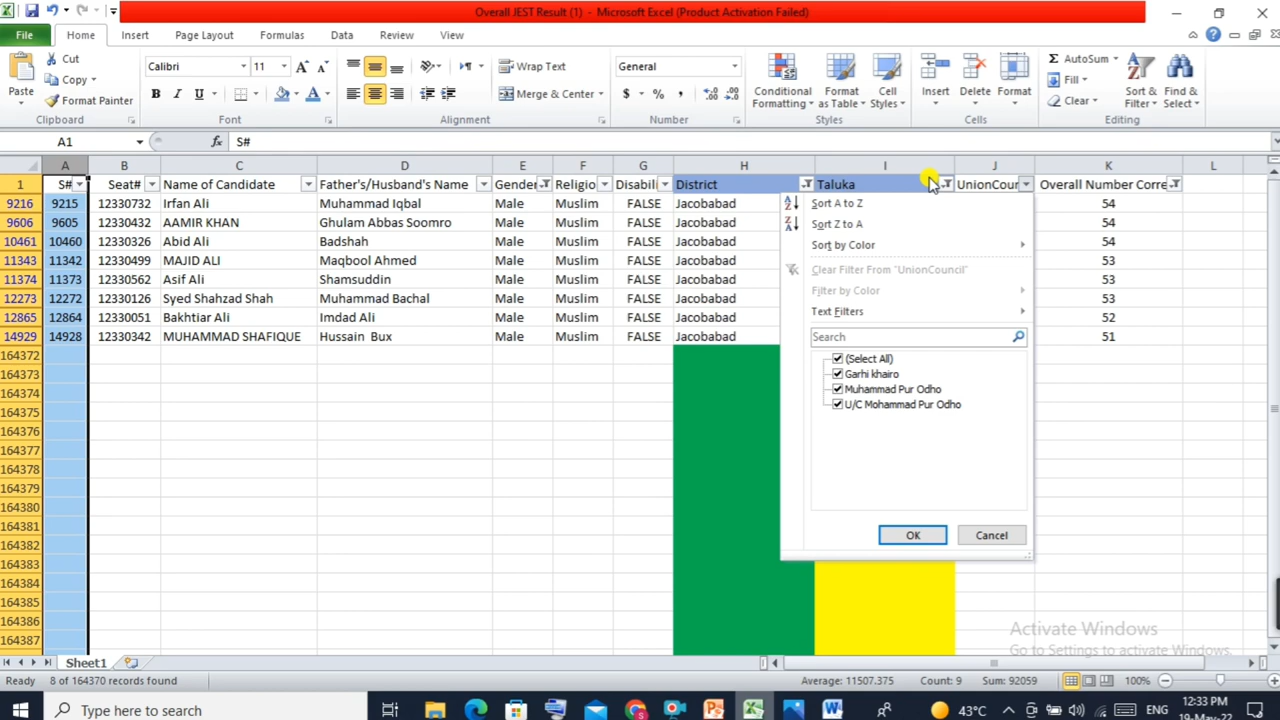 Overall JEST Result (1) - Microsoft Excel (Product Activation Failed)
File Home Insert Page Layout Formulas Data Review View
Paste Cut Copy Format Painter
Calibri 11
B I U
Wrap Text
Merge & Center
General
$ % ,
Conditional Formatting Format as Table Cell Styles
Insert Delete Format
Σ AutoSum Fill Clear
Sort & Filter Find & Select
Clipboard Font Alignment Number Styles Cells Editing
A1 fx S#
A B C D E F G H I J K L
1 S# Seat# Name of Candidate Father's/Husband's Name Gender Religio Disabili District Taluka UnionCour Overall Number Corre
9216 9215 12330732 Irfan Ali Muhammad Iqbal Male Muslim FALSE Jacobabad 54
9606 9605 12330432 AAMIR KHAN Ghulam Abbas Soomro Male Muslim FALSE Jacobabad 54
10461 10460 12330326 Abid Ali Badshah Male Muslim FALSE Jacobabad 54
11343 11342 12330499 MAJID ALI Maqbool Ahmed Male Muslim FALSE Jacobabad 53
11374 11373 12330562 Asif Ali Shamsuddin Male Muslim FALSE Jacobabad 53
12273 12272 12330126 Syed Shahzad Shah Muhammad Bachal Male Muslim FALSE Jacobabad 53
12865 12864 12330051 Bakhtiar Ali Imdad Ali Male Muslim FALSE Jacobabad 52
14929 14928 12330342 MUHAMMAD SHAFIQUE Hussain Bux Male Muslim FALSE Jacobabad 51
164372
164373
164374
164375
164376
164377
164378
164379
164380
164381
164382
164383
164384
164385
164386
164387
Sort A to Z
Sort Z to A
Sort by Color
Clear Filter From "UnionCouncil"
Filter by Color
Text Filters
Search
(Select All)
Garhi khairo
Muhammad Pur Odho
U/C Mohammad Pur Odho
OK Cancel
Activate Windows
Go to Settings to activate Windows.
Sheet1
Ready 8 of 164370 records found Average: 11507.375 Count: 9 Sum: 92059 100%
Type here to search 43°C ENG 12:33 PM
19-May-22